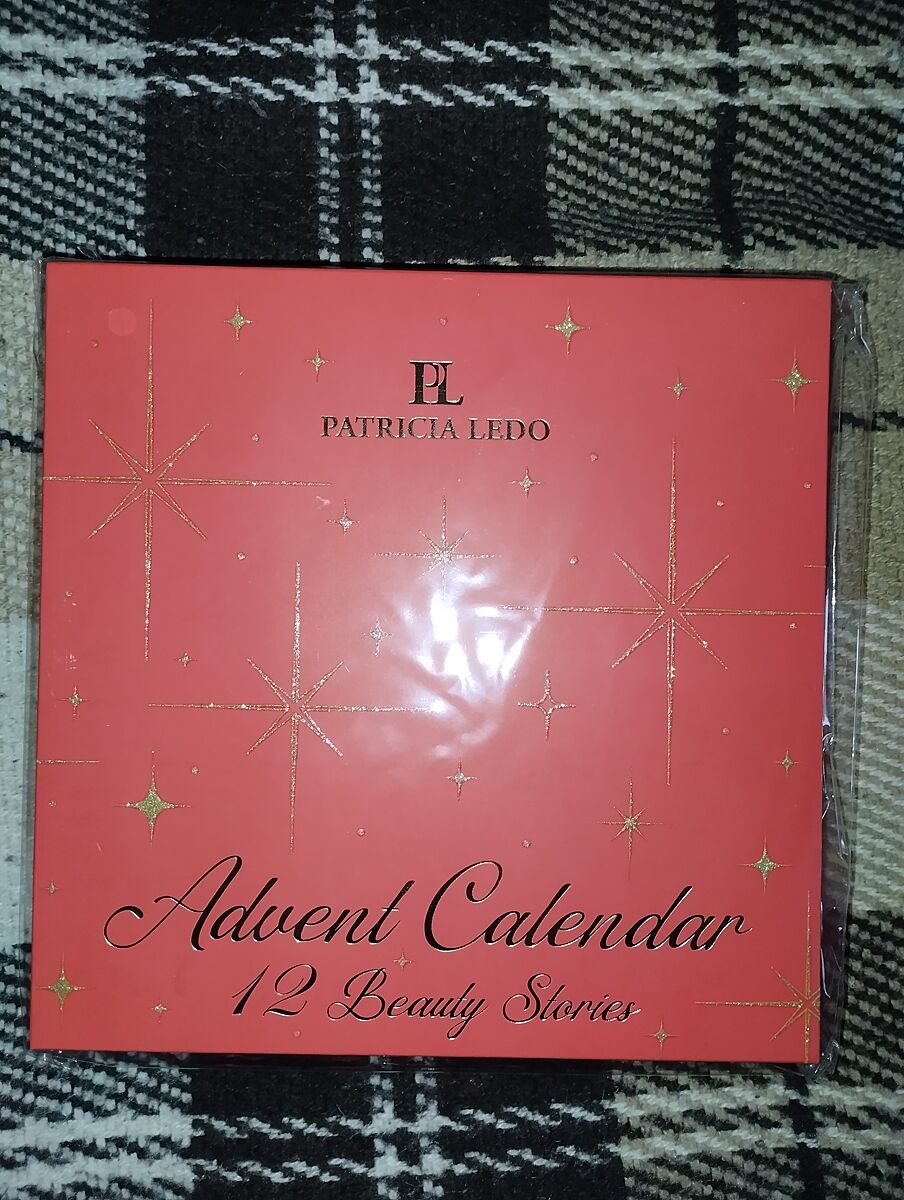 PL
PATRICIA LEDO
Advent Calendar
12 Beauty Stories